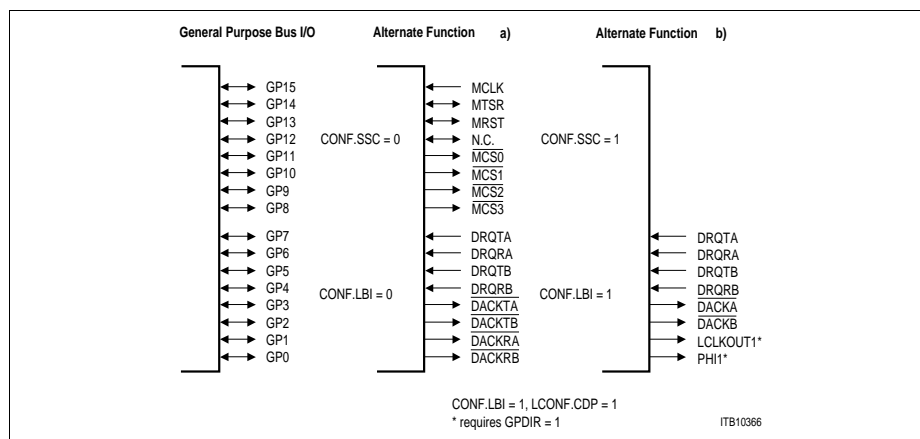 General Purpose Bus I/O Alternate Function a) Alternate Function b)
GP15 MCLK
GP14 MTSR
GP13 MRST
GP12 CONF.SSC = 0 N.C. CONF.SSC = 1
GP11 MCS0
GP10 MCS1
GP9 MCS2
GP8 MCS3
GP7 DRQTA DRQTA
GP6 DRQRA DRQRA
GP5 DRQTB DRQTB
GP4 CONF.LBI = 0 DRQRB CONF.LBI = 1 DRQRB
GP3 DACKTA DACKA
GP2 DACKTB DACKB
GP1 DACKRA LCLKOUT1*
GP0 DACKRB PHI1*
CONF.LBI = 1, LCONF.CDP = 1
* requires GPDIR = 1 ITB10366